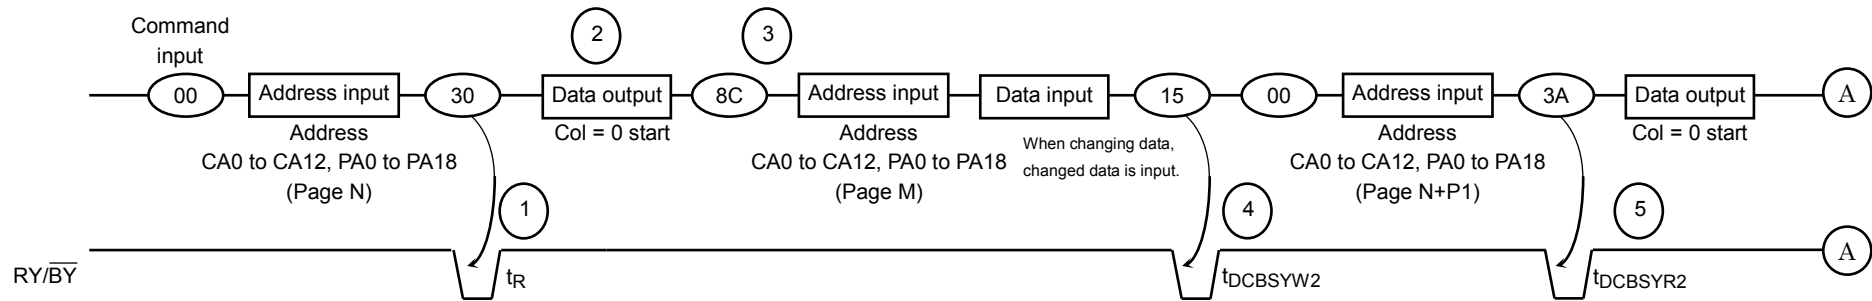 Command
input
2
3
00
Address input
30
Data output
8C
Address input
Data input
15
00
Address input
3A
Data output
A
Address
CA0 to CA12, PA0 to PA18
(Page N)
Col = 0 start
Address
CA0 to CA12, PA0 to PA18
(Page M)
When changing data,
changed data is input.
Address
CA0 to CA12, PA0 to PA18
(Page N+P1)
Col = 0 start
1
4
5
RY/BY
tR
tDCBSYW2
tDCBSYR2
A